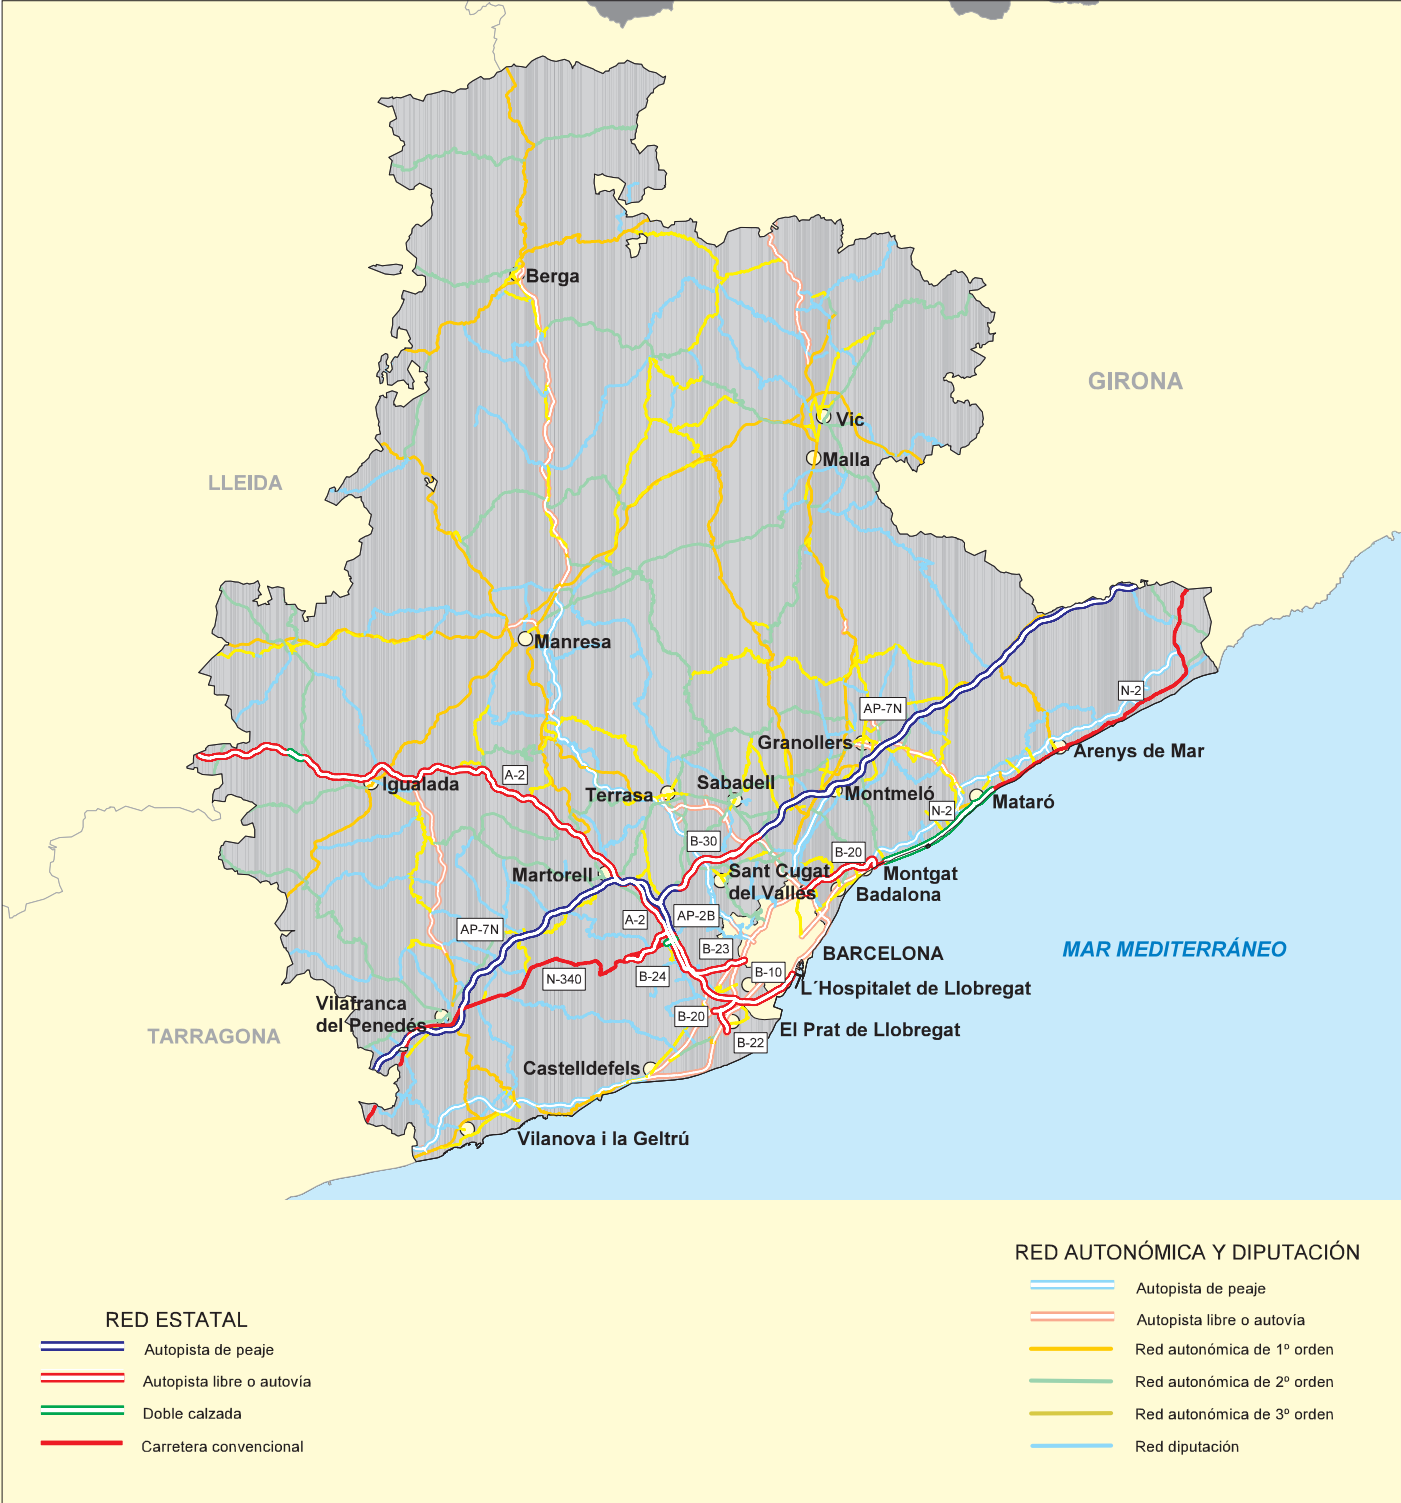 Berga
GIRONA
Vic
Malla
LLEIDA
Manresa
N-2
AP-7N
Granollers
Arenys de Mar
A-2
Igualada
Sabadell
Terrasa
Montmeló
Mataró
N-2
B-30
B-20
Sant Cugat
del Vallés
Montgat
Martorell
Badalona
A-2
AP-2B
AP-7N
B-23
MAR MEDITERRÁNEO
BARCELONA
B-10
N-340
B-24
L´Hospitalet de Llobregat
Vilafranca
del Penedés
B-20
TARRAGONA
El Prat de Llobregat
B-22
Castelldefels
Vilanova i la Geltrú
RED ESTATAL
Autopista de peaje
Autopista libre o autovía
Doble calzada
Carretera convencional
RED AUTONÓMICA Y DIPUTACIÓN
Autopista de peaje
Autopista libre o autovía
Red autonómica de 1º orden
Red autonómica de 2º orden
Red autonómica de 3º orden
Red diputación